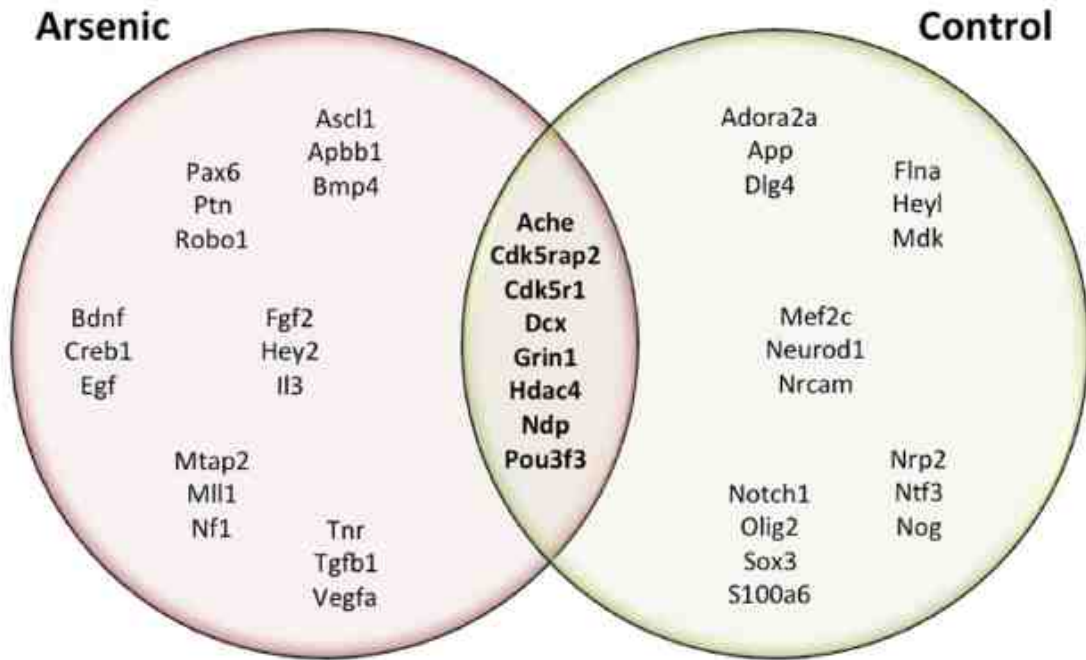 Arsenic
Control
Ascl1
Apbb1
Bmp4
Pax6
Ptn
Robo1
Bdnf
Creb1
Egf
Fgf2
Hey2
Il3
Mtap2
Mll1
Nf1
Tnr
Tgfb1
Vegfa
Ache
Cdk5rap2
Cdk5r1
Dcx
Grin1
Hdac4
Ndp
Pou3f3
Adora2a
App
Dlg4
Flna
Heyl
Mdk
Mef2c
Neurod1
Nrcam
Notch1
Olig2
Sox3
S100a6
Nrp2
Ntf3
Nog